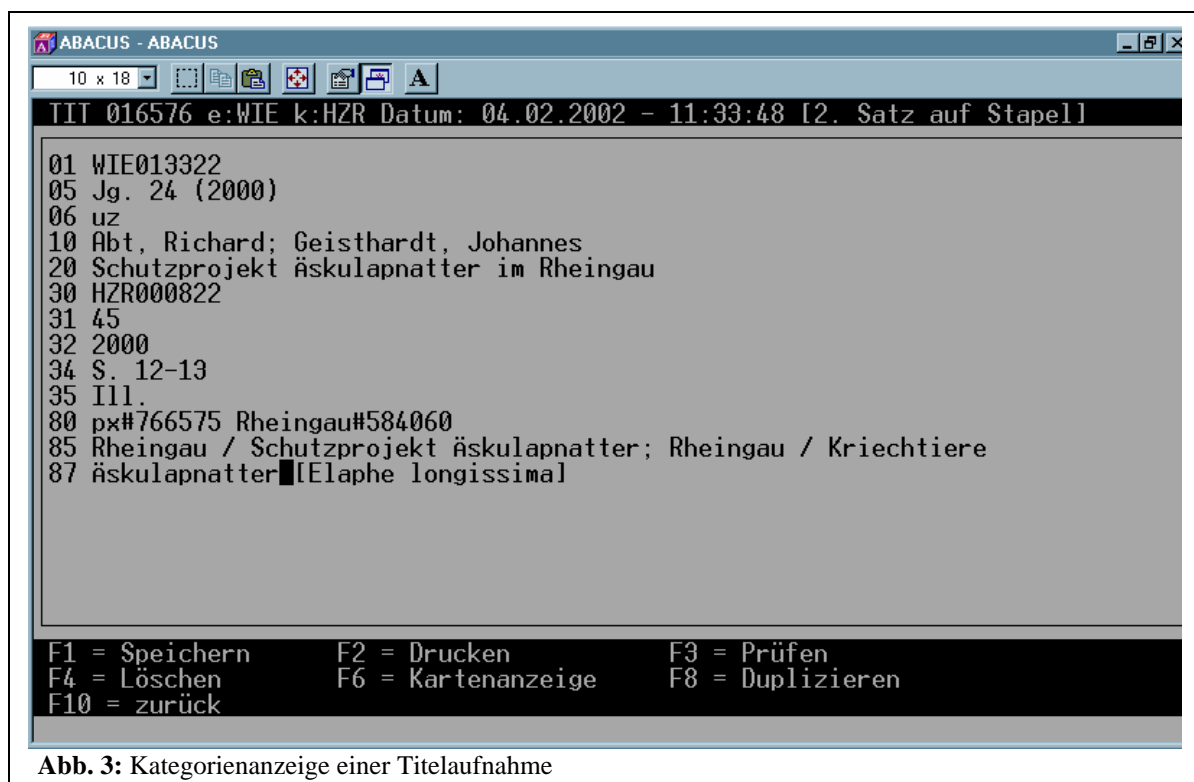 ABACUS - ABACUS
10 x 18 A
TIT 016576 e:WIE k:HZR Datum: 04.02.2002 - 11:33:48 [2. Satz auf Stapel]
01 WIE013322
05 Jg. 24 (2000)
06 uz
10 Abt, Richard; Geisthardt, Johannes
20 Schutzprojekt Äskulapnatter im Rheingau
30 HZR000822
31 45
32 2000
34 S. 12-13
35 Ill.
80 px#766575 Rheingau#584060
85 Rheingau / Schutzprojekt Äskulapnatter; Rheingau / Kriechtiere
87 Äskulapnatter [Elaphe longissima]
F1 = Speichern F2 = Drucken F3 = Prüfen
F4 = Löschen F6 = Kartenanzeige F8 = Duplizieren
F10 = zurück
Abb. 3: Kategorienanzeige einer Titelaufnahme